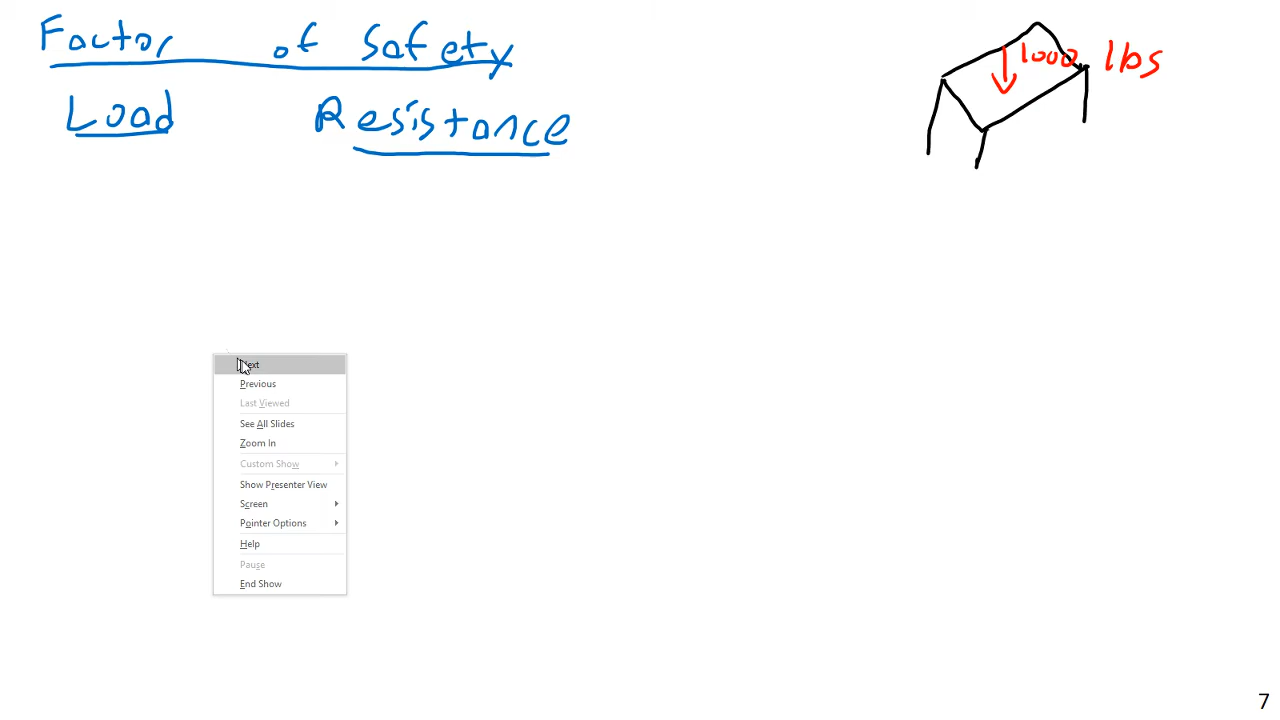 Factor of Safety
Load Resistance
1000 lbs
Next
Previous
Last Viewed
See All Slides
Zoom In
Custom Show
Show Presenter View
Screen
Pointer Options
Help
Pause
End Show
7